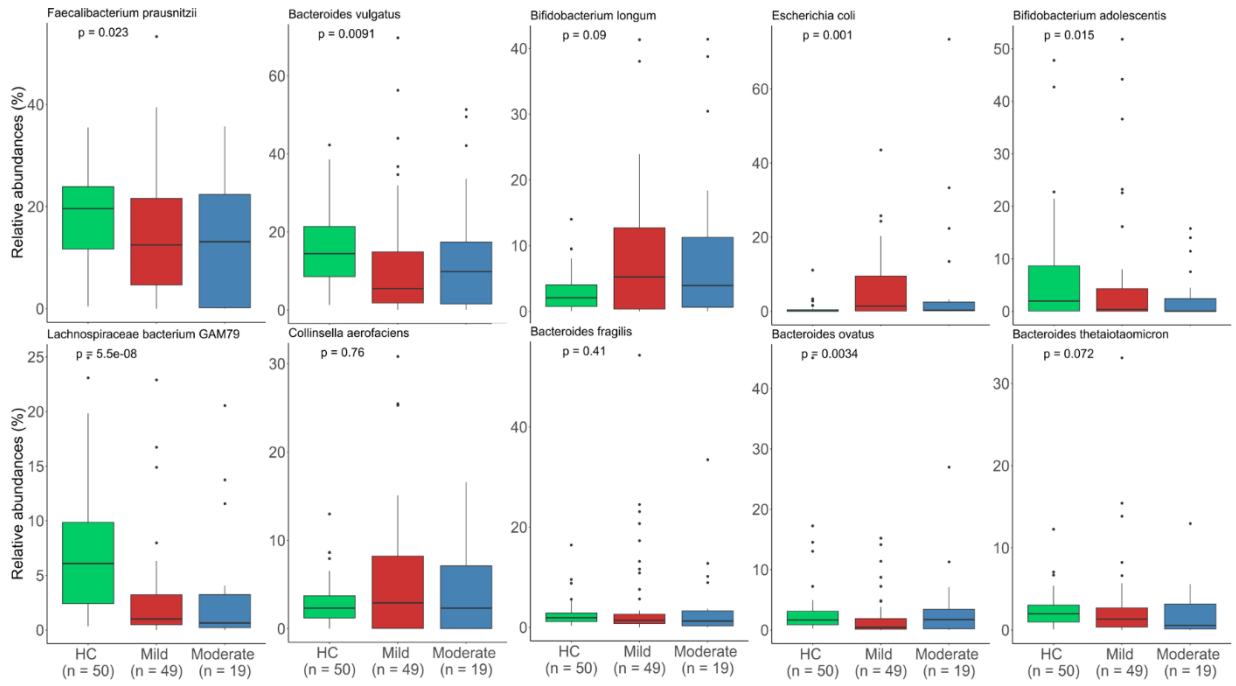 Faecalibacterium prausnitzii
p = 0.023
Bacteroides vulgatus
p = 0.0091
Bifidobacterium longum
p = 0.09
Escherichia coli
p = 0.001
Bifidobacterium adolescentis
p = 0.015
Relative abundances (%)
40
20
0
60
40
20
0
40
30
20
10
0
60
40
20
0
50
40
30
20
10
0
Lachnospiraceae bacterium GAM79
p = 5.5e-08
Collinsella aerofaciens
p = 0.76
Bacteroides fragilis
p = 0.41
Bacteroides ovatus
p = 0.0034
Bacteroides thetaiotaomicron
p = 0.072
Relative abundances (%)
25
20
15
10
5
0
30
20
10
0
40
20
0
40
30
20
10
0
30
20
10
0
HC Mild Moderate
(n = 50) (n = 49) (n = 19)
HC Mild Moderate
(n = 50) (n = 49) (n = 19)
HC Mild Moderate
(n = 50) (n = 49) (n = 19)
HC Mild Moderate
(n = 50) (n = 49) (n = 19)
HC Mild Moderate
(n = 50) (n = 49) (n = 19)